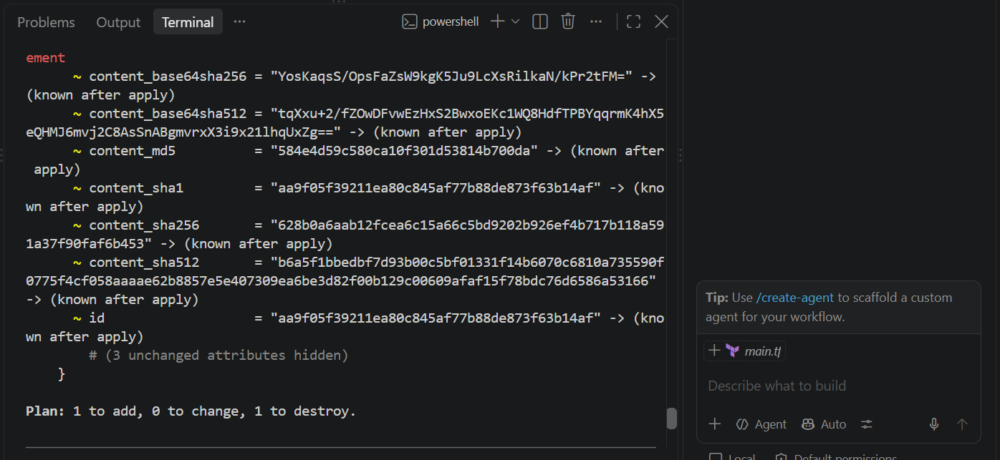 Problems Output Terminal ···
powershell
ement
~ content_base64sha256 = "YosKaqsS/OpsFaZsW9kgK5Ju9LcXsRilkaN/kPr2tFM=" ->
(known after apply)
~ content_base64sha512 = "tqXxu+2/fZOwDFvwEzHxS2BwxoEKc1WQ8HdfTPBYqqrmK4hX5
eQHMJ6mvj2C8AsSnABgmvrxX3i9x21lhqUxZg==" -> (known after apply)
~ content_md5 = "584e4d59c580ca10f301d53814b700da" -> (known after
apply)
~ content_sha1 = "aa9f05f39211ea80c845af77b88de873f63b14af" -> (kno
wn after apply)
~ content_sha256 = "628b0a6aab12fcea6c15a66c5bd9202b926ef4b717b118a59
1a37f90faf6b453" -> (known after apply)
~ content_sha512 = "b6a5f1bbedbf7d93b00c5bf01331f14b6070c6810a735590f
0775f4cf058aaaae62b8857e5e407309ea6be3d82f00b129c00609afaf15f78bdc76d6586a53166"
-> (known after apply)
~ id = "aa9f05f39211ea80c845af77b88de873f63b14af" -> (kno
wn after apply)
# (3 unchanged attributes hidden)
}
Plan: 1 to add, 0 to change, 1 to destroy.
Tip: Use /create-agent to scaffold a custom
agent for your workflow.
main.tf
Describe what to build
Agent Auto
Local Default permissions